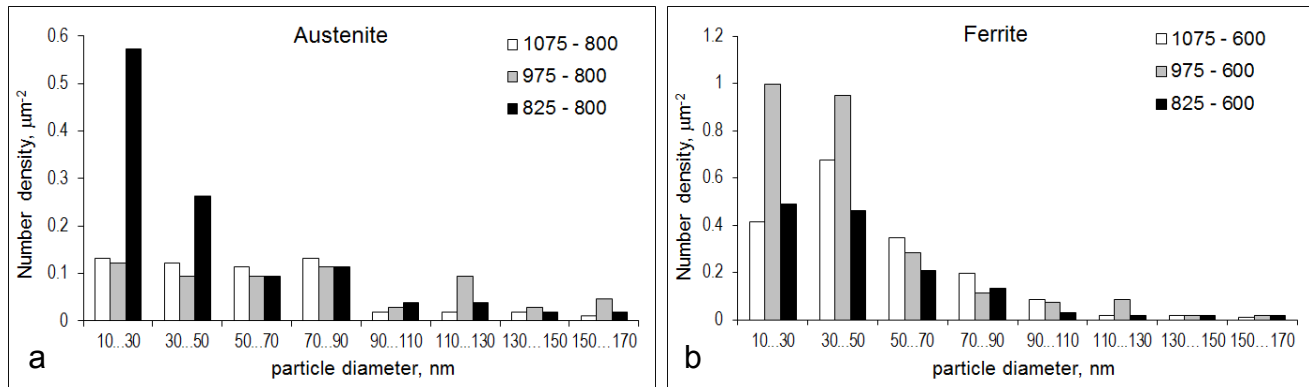 Austenite
1075 - 800
975 - 800
825 - 800
Number density, µm-2
0.6
0.5
0.4
0.3
0.2
0.1
0
10...30 30...50 50...70 70...90 90...110 110...130 130...150 150...170
particle diameter, nm
a
Ferrite
1075 - 600
975 - 600
825 - 600
Number density, µm-2
1.2
1
0.8
0.6
0.4
0.2
0
10...30 30...50 50...70 70...90 90...110 110...130 130...150 150...170
particle diameter, nm
b